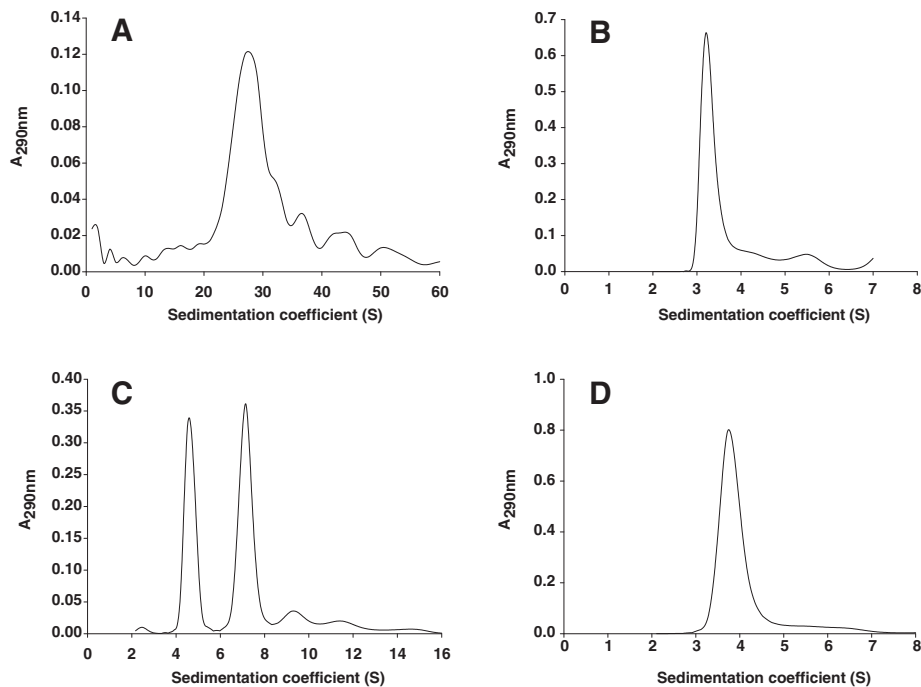 A
0.14
0.12
0.10
0.08
0.06
0.04
0.02
0.00
A290nm
0 10 20 30 40 50 60
Sedimentation coefficient (S)
B
0.7
0.6
0.5
0.4
0.3
0.2
0.1
0.0
A290nm
0 1 2 3 4 5 6 7 8
Sedimentation coefficient (S)
C
0.40
0.35
0.30
0.25
0.20
0.15
0.10
0.05
0.00
A290nm
0 2 4 6 8 10 12 14 16
Sedimentation coefficient (S)
D
1.0
0.8
0.6
0.4
0.2
0.0
A290nm
0 1 2 3 4 5 6 7 8
Sedimentation coefficient (S)